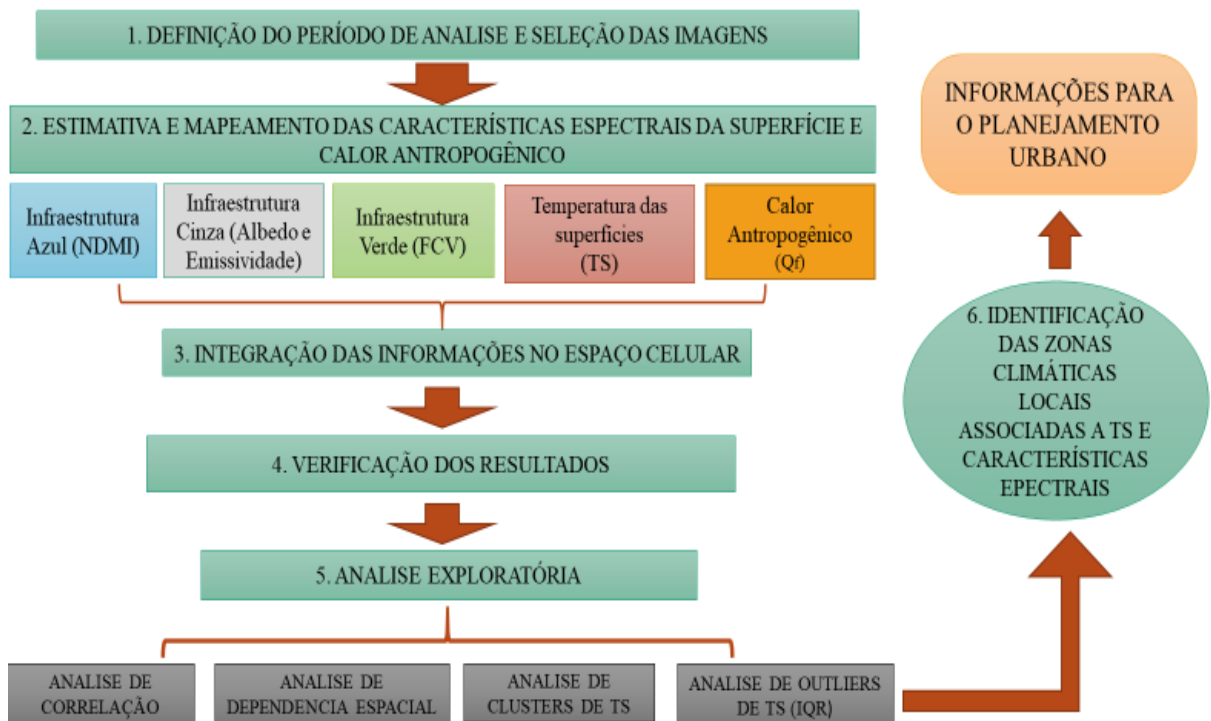 1. DEFINIÇÃO DO PERÍODO DE ANALISE E SELEÇÃO DAS IMAGENS
2. ESTIMATIVA E MAPEAMENTO DAS CARACTERÍSTICAS ESPECTRAIS DA SUPERFÍCIE E
CALOR ANTROPOGÊNICO
Infraestrutura
Azul (NDMI)
Infraestrutura
Cinza (Albedo e
Emissividade)
Infraestrutura
Verde (FCV)
Temperatura das
superfícies
(TS)
Calor
Antropogênico
(Qf)
3. INTEGRAÇÃO DAS INFORMAÇÕES NO ESPAÇO CELULAR
4. VERIFICAÇÃO DOS RESULTADOS
5. ANALISE EXPLORATÓRIA
ANALISE DE
CORRELAÇÃO
ANALISE DE
DEPENDENCIA ESPACIAL
ANALISE DE
CLUSTERS DE TS
ANALISE DE OUTLIERS
DE TS (IQR)
6. IDENTIFICAÇÃO
DAS ZONAS
CLIMÁTICAS
LOCAIS
ASSOCIADAS A TS E
CARACTERÍSTICAS
EPECTRAIS
INFORMAÇÕES PARA
O PLANEJAMENTO
URBANO